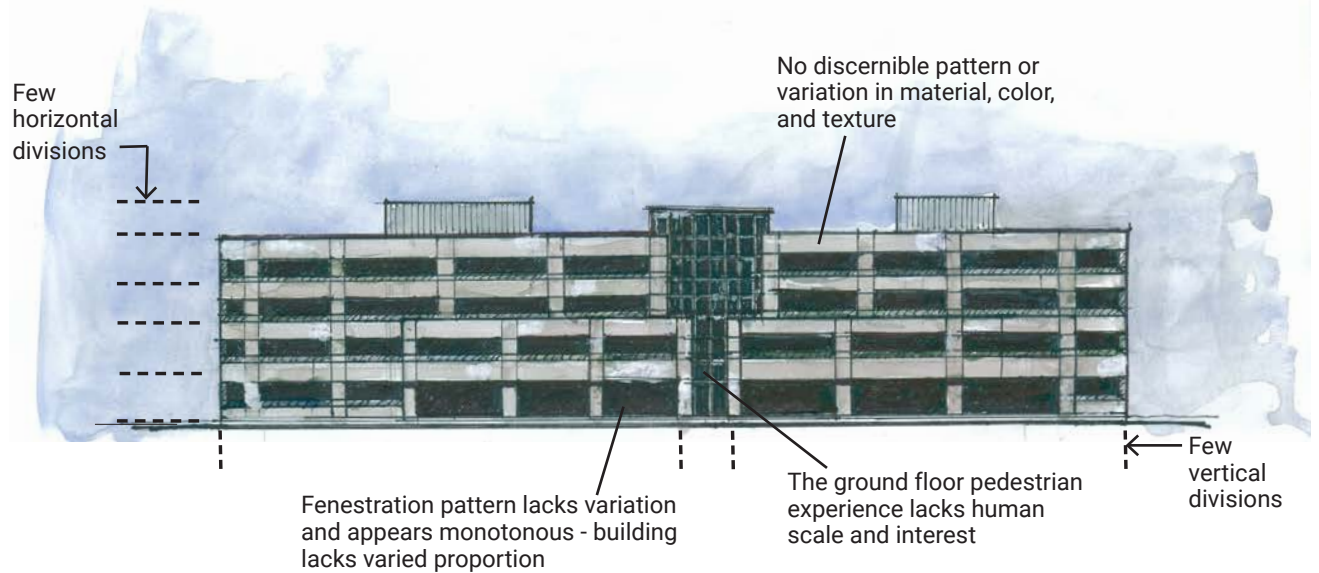 Few
horizontal
divisions
No discernible pattern or
variation in material, color,
and texture
Fenestration pattern lacks variation
and appears monotonous - building
lacks varied proportion
The ground floor pedestrian
experience lacks human
scale and interest
Few
vertical
divisions